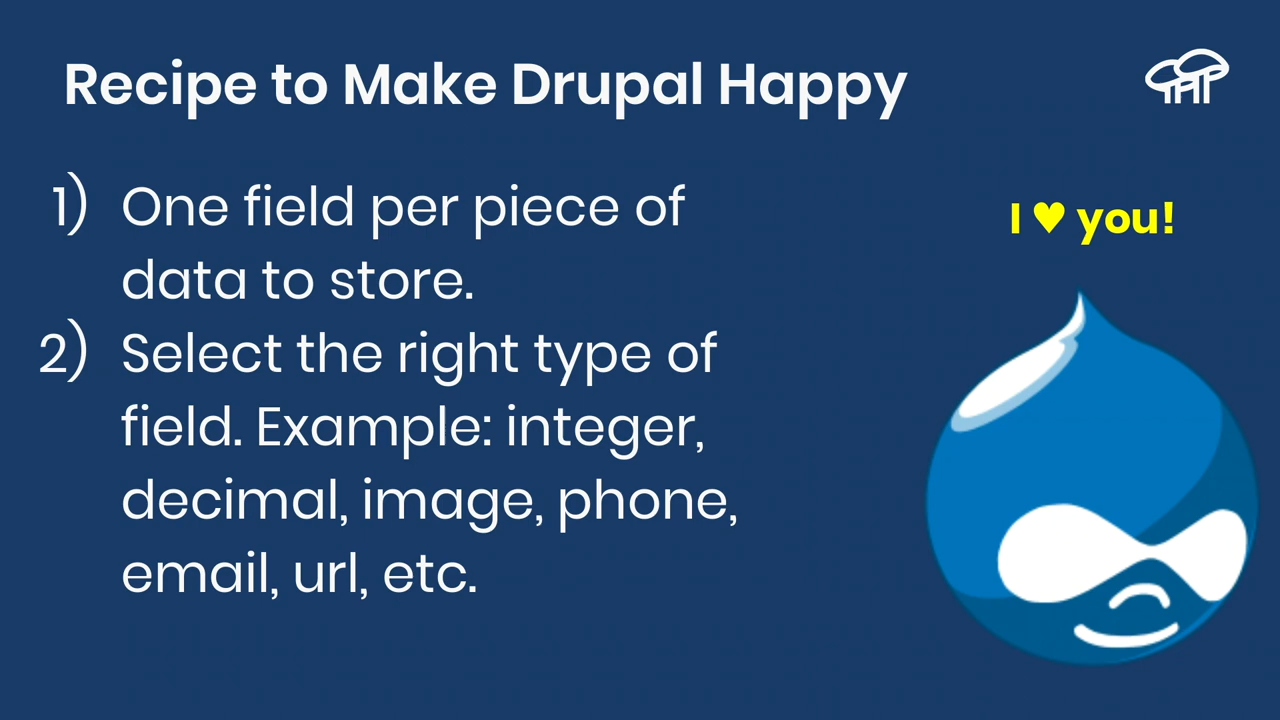 Recipe to Make Drupal Happy
1) One field per piece of
data to store.
2) Select the right type of
field. Example: integer,
decimal, image, phone,
email, url, etc.
I ♥ you!